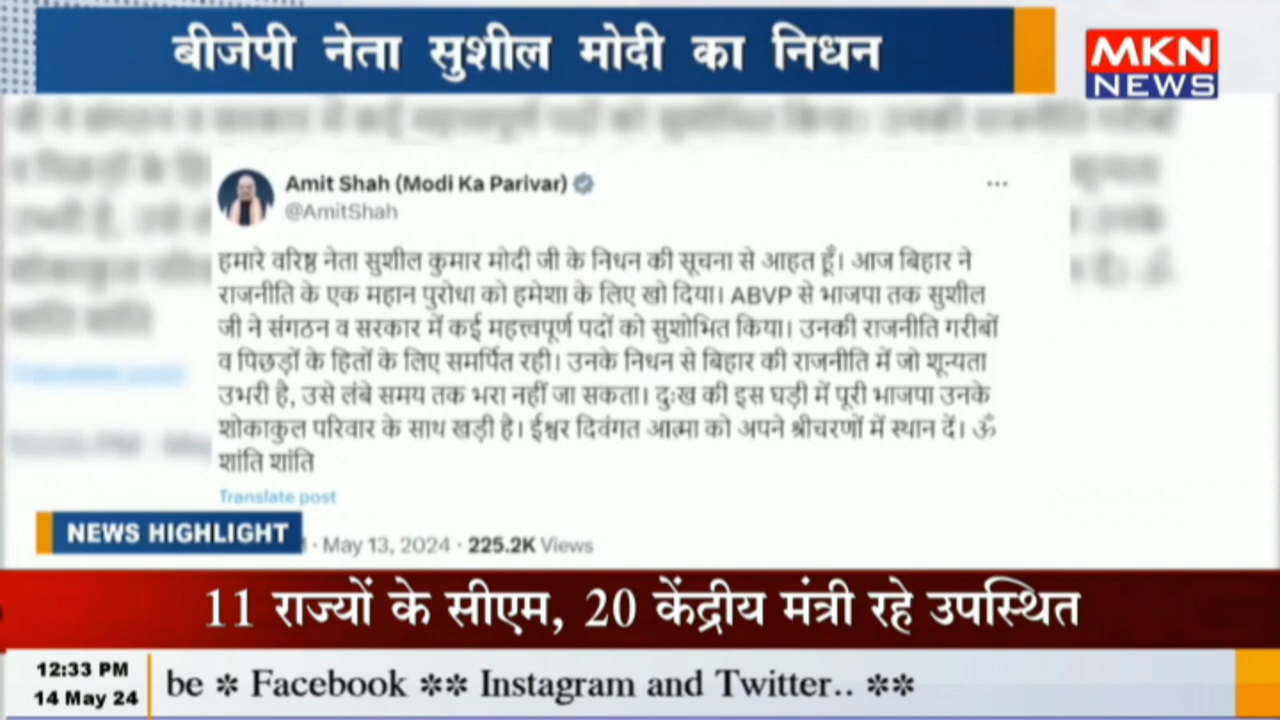 बीजेपी नेता सुशील मोदी का निधन
MKN
NEWS
Amit Shah (Modi Ka Parivar)
@AmitShah
हमारे वरिष्ठ नेता सुशील कुमार मोदी जी के निधन की सूचना से आहत हूँ। आज बिहार ने
राजनीति के एक महान पुरोधा को हमेशा के लिए खो दिया। ABVP से भाजपा तक सुशील
जी ने संगठन व सरकार में कई महत्त्वपूर्ण पदों को सुशोभित किया। उनकी राजनीति गरीबों
व पिछड़ों के हितों के लिए समर्पित रही। उनके निधन से बिहार की राजनीति में जो शून्यता
उभरी है, उसे लंबे समय तक भरा नहीं जा सकता। दुःख की इस घड़ी में पूरी भाजपा उनके
शोकाकुल परिवार के साथ खड़ी है। ईश्वर दिवंगत आत्मा को अपने श्रीचरणों में स्थान दें। ॐ
शांति शांति
Translate post
NEWS HIGHLIGHT
· May 13, 2024 · 225.2K Views
11 राज्यों के सीएम, 20 केंद्रीय मंत्री रहे उपस्थित
12:33 PM
14 May 24
be * Facebook ** Instagram and Twitter.. **